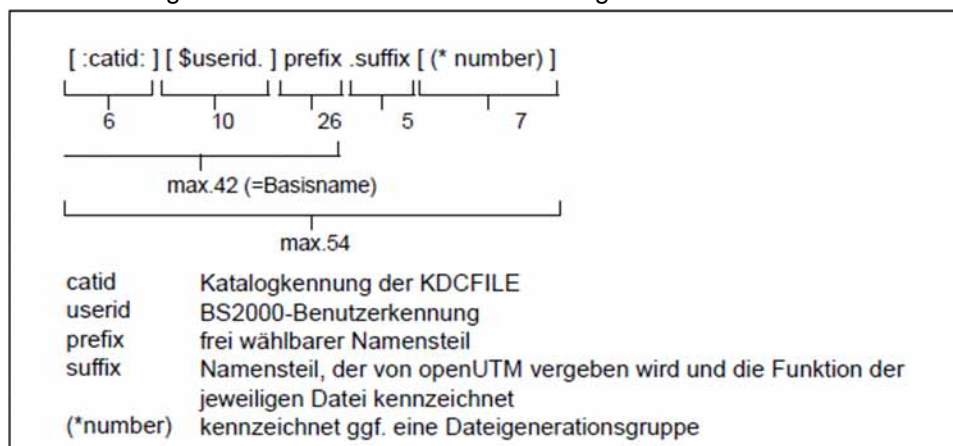 [ :catid: ] [ $userid. ] prefix .suffix [ (* number) ]
6 10 26 5 7
max.42 (=Basisname)
max.54
catid Katalogkennung der KDCFILE
userid BS2000-Benutzerkennung
prefix frei wählbarer Namensteil
suffix Namensteil, der von openUTM vergeben wird und die Funktion der
jeweiligen Datei kennzeichnet
(*number) kennzeichnet ggf. eine Dateigenerationsgruppe